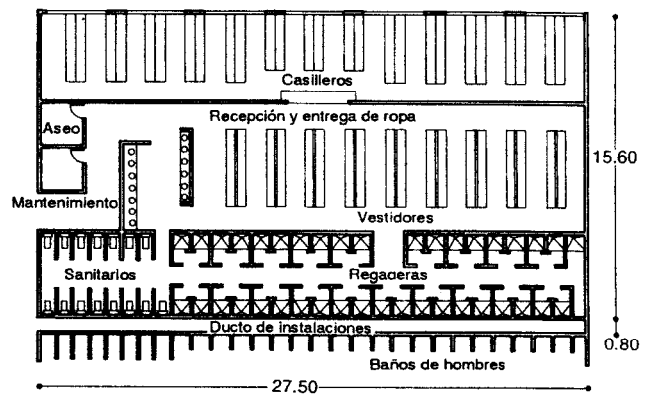 Casilleros
Recepción y entrega de ropa
Aseo
15.60
Mantenimiento
Vestidores
Sanitarios
Regaderas
Ducto de instalaciones
0.80
Baños de hombres
27.50